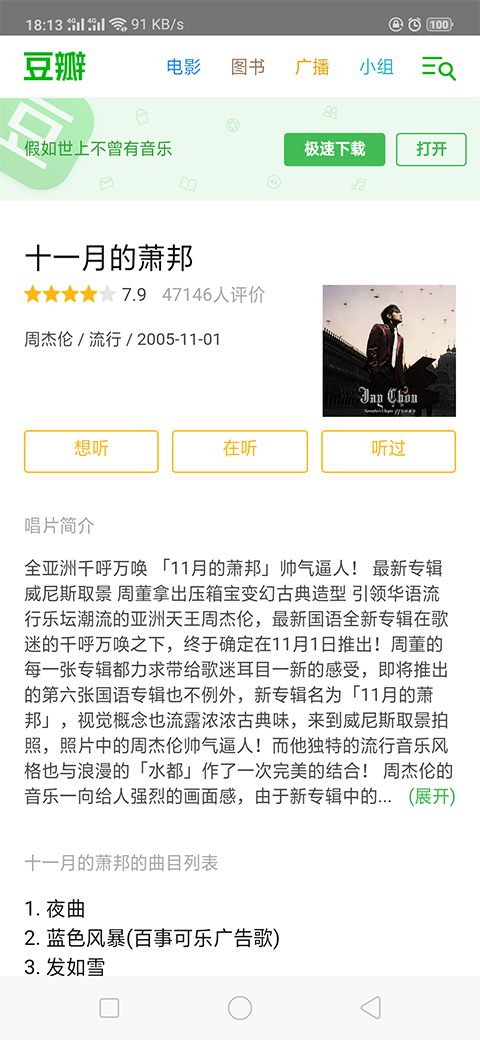 18:13 4G 4G 91 KB/s 100
豆瓣 电影 图书 广播 小组
假如世上不曾有音乐 极速下载 打开
十一月的萧邦
7.9 47146人评价
周杰伦 / 流行 / 2005-11-01
Jay Chou
November's Chopin
想听 在听 听过
唱片简介
全亚洲千呼万唤 「11月的萧邦」帅气逼人! 最新专辑
威尼斯取景 周董拿出压箱宝变幻古典造型 引领华语流
行乐坛潮流的亚洲天王周杰伦，最新国语全新专辑在歌
迷的千呼万唤之下，终于确定在11月1日推出！周董的
每一张专辑都力求带给歌迷耳目一新的感受，即将推出
的第六张国语专辑也不例外，新专辑名为「11月的萧
邦」，视觉概念也流露浓浓古典味，来到威尼斯取景拍
照，照片中的周杰伦帅气逼人！而他独特的流行音乐风
格也与浪漫的「水都」作了一次完美的结合！ 周杰伦的
音乐一向给人强烈的画面感，由于新专辑中的... (展开)
十一月的萧邦的曲目列表
1. 夜曲
2. 蓝色风暴(百事可乐广告歌)
3. 发如雪